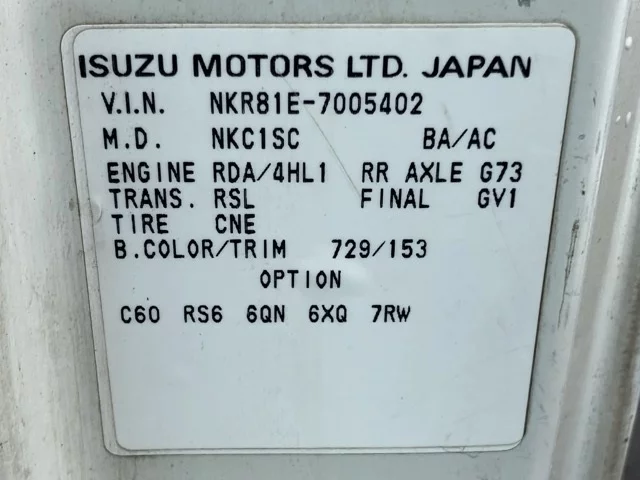 ISUZU MOTORS LTD. JAPAN
V.I.N. NKR81E-7005402
M.D. NKC1SC BA/AC
ENGINE RDA/4HL1 RR AXLE G73
TRANS. RSL FINAL GV1
TIRE CNE
B.COLOR/TRIM 729/153
OPTION
C60 RS6 6QN 6XQ 7RW